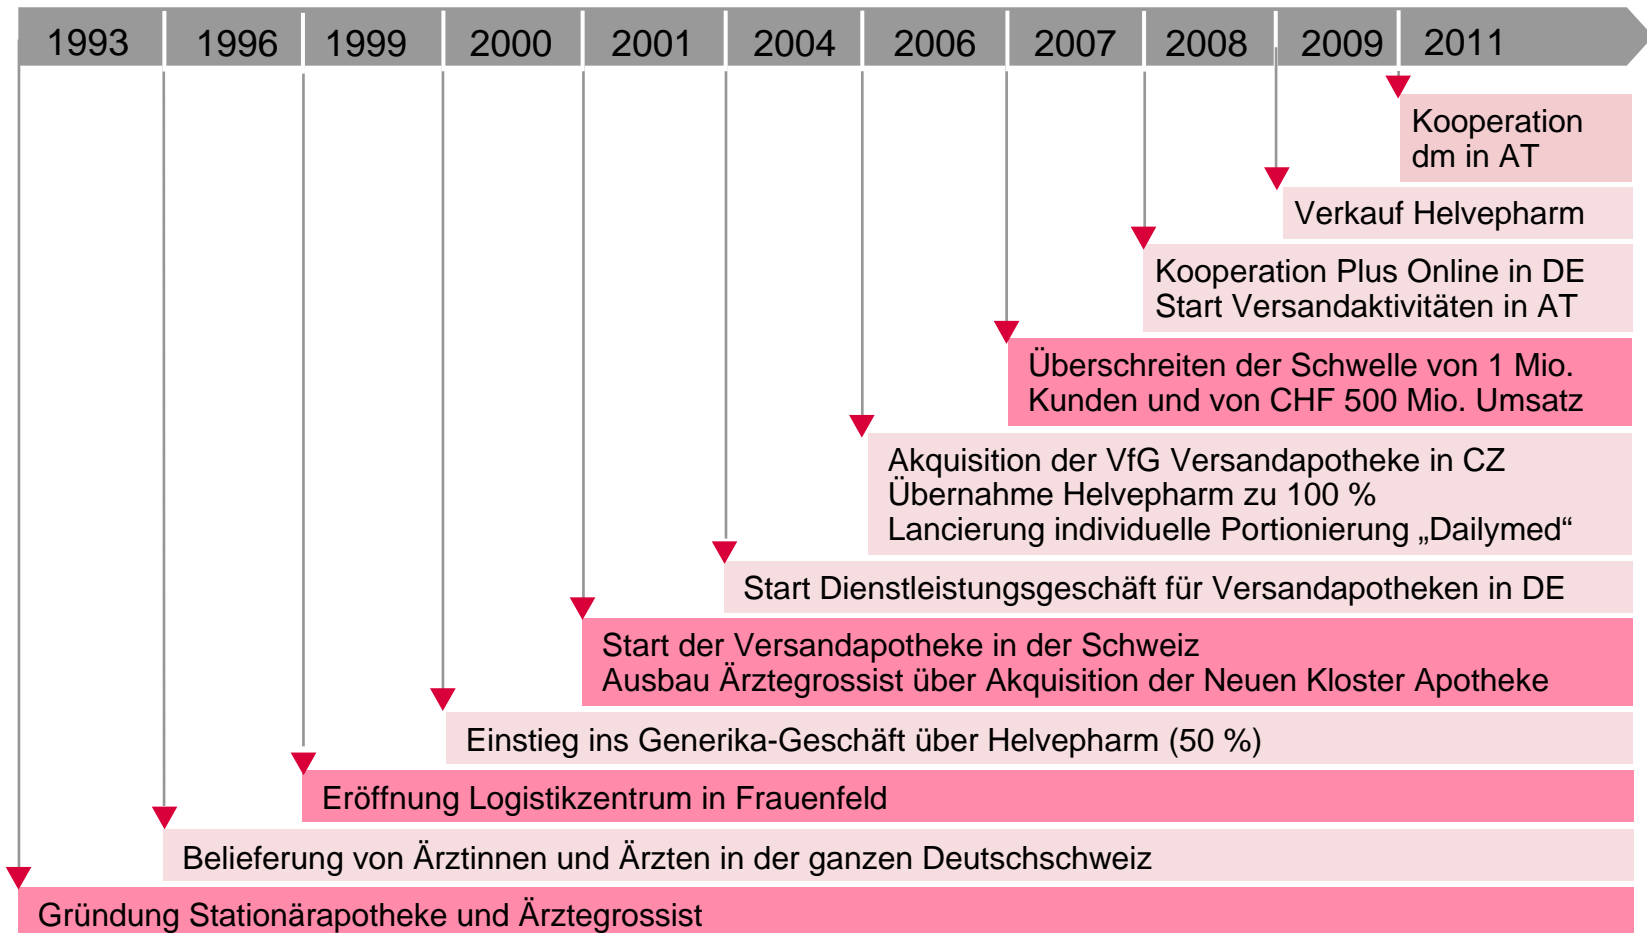 1993 1996 1999 2000 2001 2004 2006 2007 2008 2009 2011
Kooperation
dm in AT
Verkauf Helvepharm
Kooperation Plus Online in DE
Start Versandaktivitäten in AT
Überschreiten der Schwelle von 1 Mio.
Kunden und von CHF 500 Mio. Umsatz
Akquisition der VfG Versandapotheke in CZ
Übernahme Helvepharm zu 100 %
Lancierung individuelle Portionierung „Dailymed“
Start Dienstleistungsgeschäft für Versandapotheken in DE
Start der Versandapotheke in der Schweiz
Ausbau Ärztegrossist über Akquisition der Neuen Kloster Apotheke
Einstieg ins Generika-Geschäft über Helvepharm (50 %)
Eröffnung Logistikzentrum in Frauenfeld
Belieferung von Ärztinnen und Ärzten in der ganzen Deutschschweiz
Gründung Stationärapotheke und Ärztegrossist